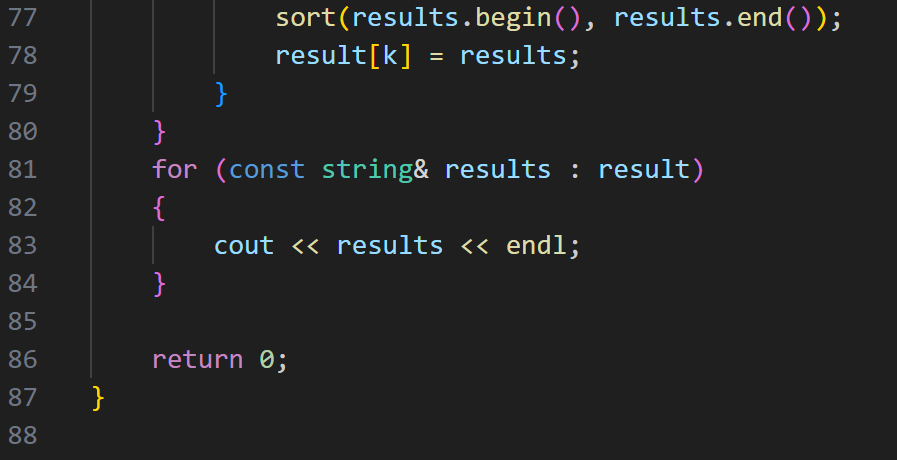 77 sort(results.begin(), results.end());
78 result[k] = results;
79 }
80 }
81 for (const string& results : result)
82 {
83 cout << results << endl;
84 }
85
86 return 0;
87 }
88